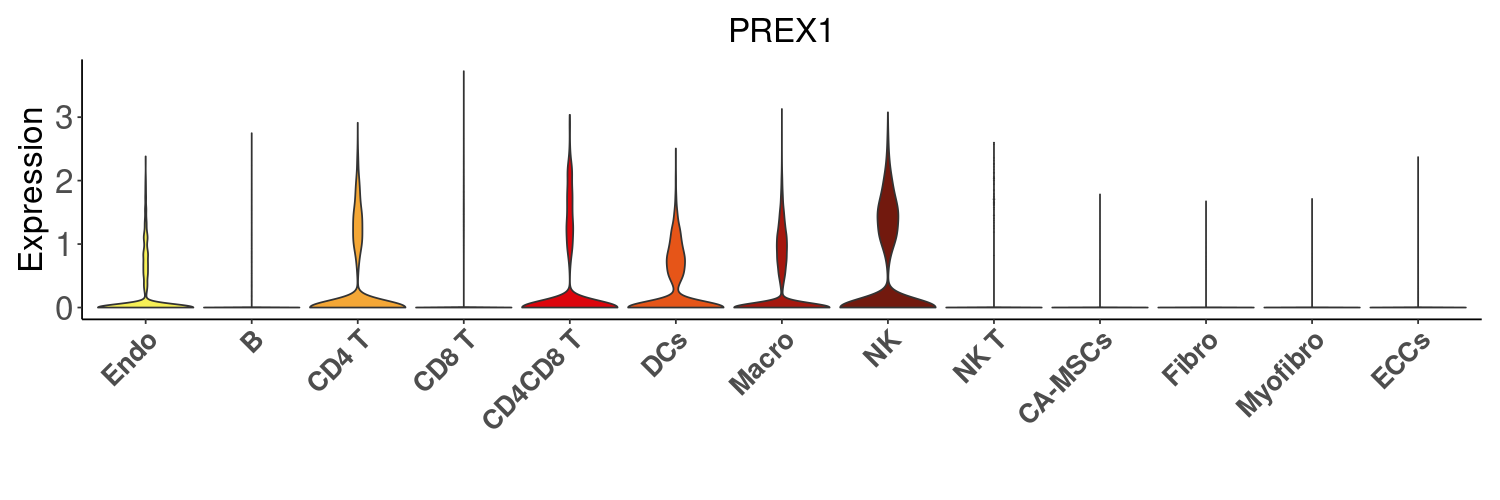 PREX1
Expression
3
2
1
0
Endo
B
CD4 T
CD8 T
CD4CD8 T
DCs
Macro
NK
NK T
CA-MSCs
Fibro
Myofibro
ECCs